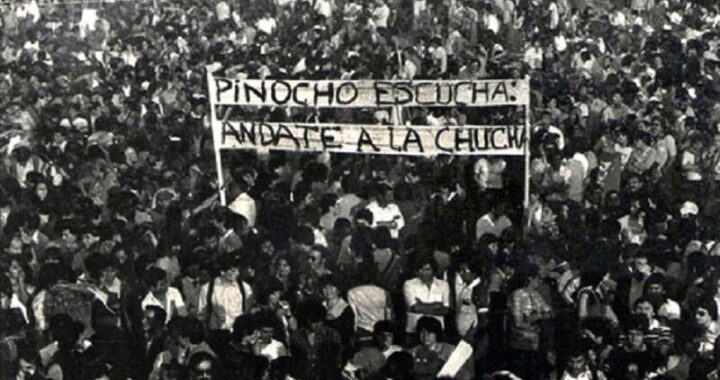 PINOCHO ESCUCHA:
ANDATE A LA CHUCHA